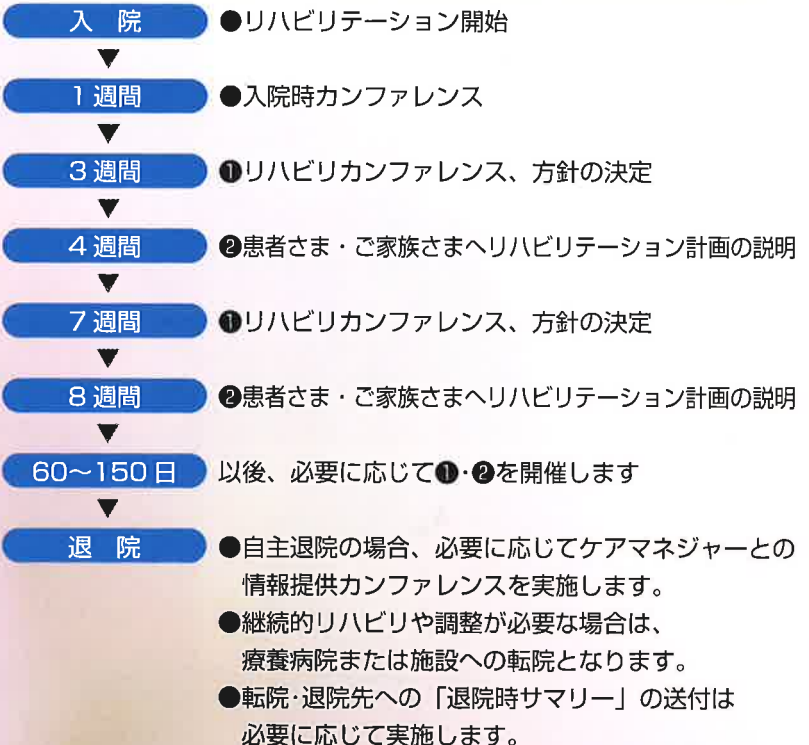 入 院 ●リハビリテーション開始
▼
1週間 ●入院時カンファレンス
▼
3週間 ❶リハビリカンファレンス、方針の決定
▼
4週間 ❷患者さま・ご家族さまへリハビリテーション計画の説明
▼
7週間 ❶リハビリカンファレンス、方針の決定
▼
8週間 ❷患者さま・ご家族さまへリハビリテーション計画の説明
▼
60〜150日 以後、必要に応じて❶・❷を開催します
▼
退 院 ●自主退院の場合、必要に応じてケアマネジャーとの
情報提供カンファレンスを実施します。
●継続的リハビリや調整が必要な場合は、
療養病院または施設への転院となります。
●転院・退院先への「退院時サマリー」の送付は
必要に応じて実施します。